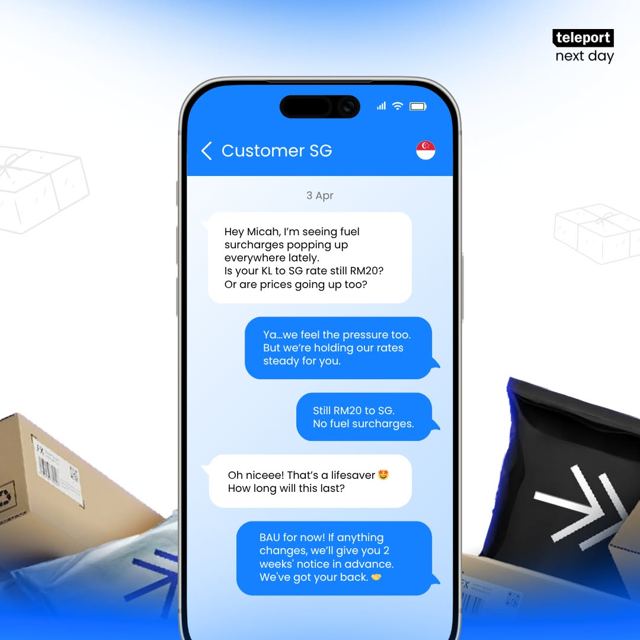 teleport
next day
Customer SG
3 Apr
Hey Micah, I'm seeing fuel
surcharges popping up
everywhere lately.
Is your KL to SG rate still RM20?
Or are prices going up too?
Ya...we feel the pressure too.
But we're holding our rates
steady for you.
Still RM20 to SG.
No fuel surcharges.
Oh niceee! That's a lifesaver 🤩
How long will this last?
BAU for now! If anything
changes, we'll give you 2
weeks' notice in advance.
We've got your back. 🤝
FX
FX